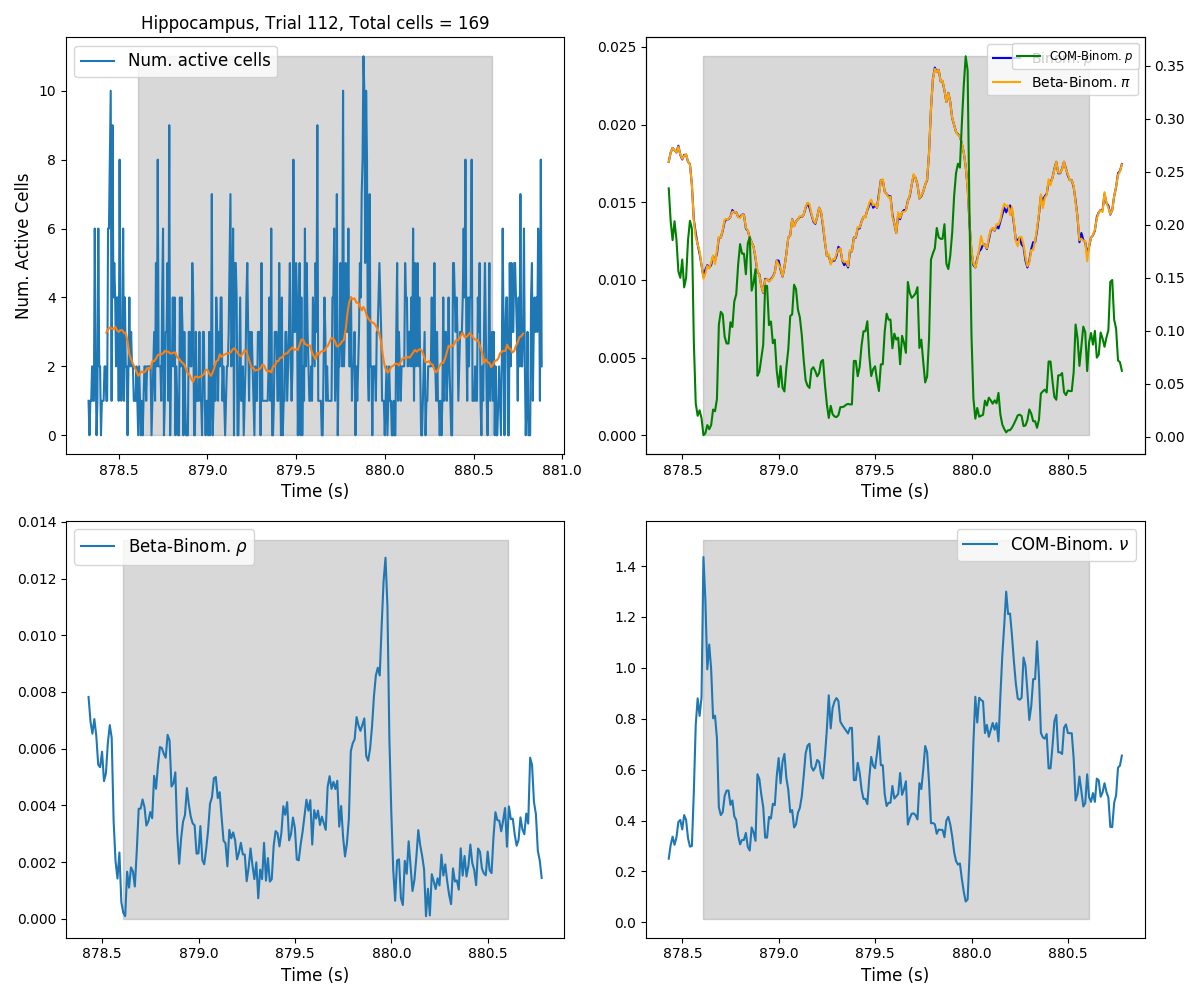 Hippocampus, Trial 112, Total cells = 169
Num. active cells
Num. Active Cells
10
8
6
4
2
0
878.5 879.0 879.5 880.0 880.5 881.0
Time (s)
COM-Binom. p
Beta-Binom. π
0.025
0.020
0.015
0.010
0.005
0.000
0.35
0.30
0.25
0.20
0.15
0.10
0.05
0.00
878.5 879.0 879.5 880.0 880.5
Time (s)
Beta-Binom. ρ
0.014
0.012
0.010
0.008
0.006
0.004
0.002
0.000
878.5 879.0 879.5 880.0 880.5
Time (s)
COM-Binom. ν
1.4
1.2
1.0
0.8
0.6
0.4
0.2
0.0
878.5 879.0 879.5 880.0 880.5
Time (s)